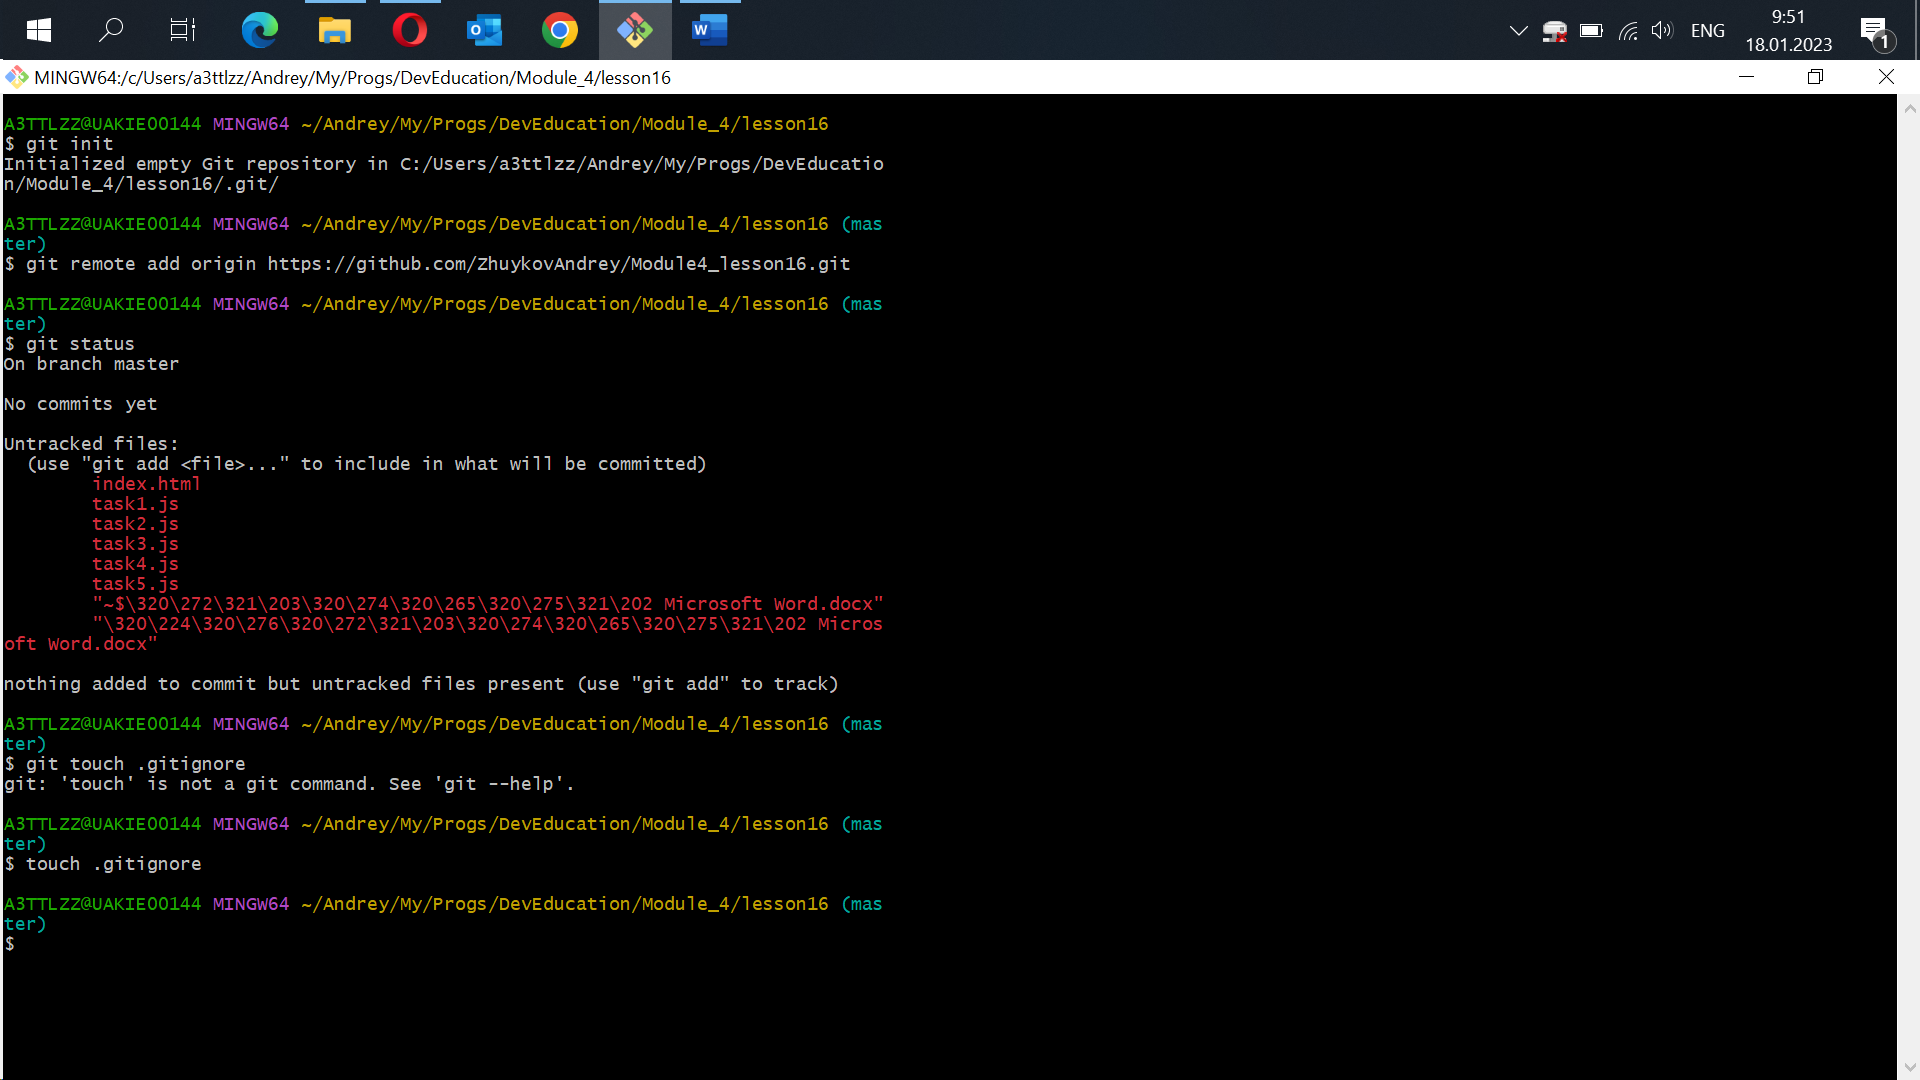 9:51
ENG
18.01.2023
1
MINGW64:/c/Users/a3ttlzz/Andrey/My/Progs/DevEducation/Module_4/lesson16
A3TTLZZ@UAKIE00144 MINGW64 ~/Andrey/My/Progs/DevEducation/Module_4/lesson16
$ git init
Initialized empty Git repository in C:/Users/a3ttlzz/Andrey/My/Progs/DevEducatio
n/Module_4/lesson16/.git/
A3TTLZZ@UAKIE00144 MINGW64 ~/Andrey/My/Progs/DevEducation/Module_4/lesson16 (mas
ter)
$ git remote add origin https://github.com/ZhuykovAndrey/Module4_lesson16.git
A3TTLZZ@UAKIE00144 MINGW64 ~/Andrey/My/Progs/DevEducation/Module_4/lesson16 (mas
ter)
$ git status
On branch master
No commits yet
Untracked files:
(use "git add <file>..." to include in what will be committed)
index.html
task1.js
task2.js
task3.js
task4.js
task5.js
"~$\320\272\321\203\320\274\320\265\320\275\321\202 Microsoft Word.docx"
"\320\224\320\276\320\272\321\203\320\274\320\265\320\275\321\202 Micros
oft Word.docx"
nothing added to commit but untracked files present (use "git add" to track)
A3TTLZZ@UAKIE00144 MINGW64 ~/Andrey/My/Progs/DevEducation/Module_4/lesson16 (mas
ter)
$ git touch .gitignore
git: 'touch' is not a git command. See 'git --help'.
A3TTLZZ@UAKIE00144 MINGW64 ~/Andrey/My/Progs/DevEducation/Module_4/lesson16 (mas
ter)
$ touch .gitignore
A3TTLZZ@UAKIE00144 MINGW64 ~/Andrey/My/Progs/DevEducation/Module_4/lesson16 (mas
ter)
$